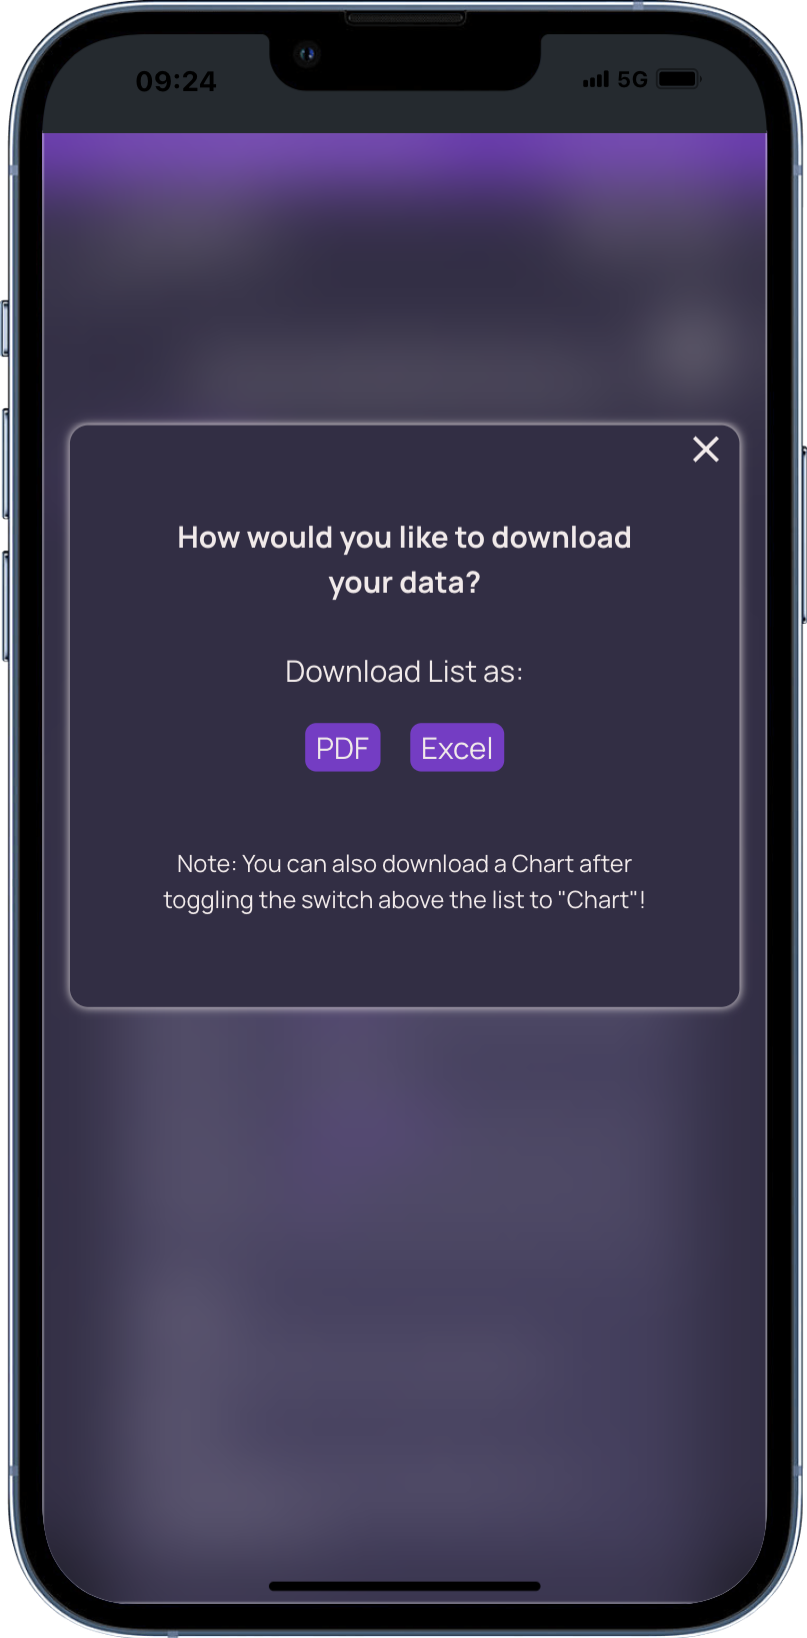 09:24
5G
How would you like to download
your data?
Download List as:
PDF Excel
Note: You can also download a Chart after
toggling the switch above the list to "Chart"!